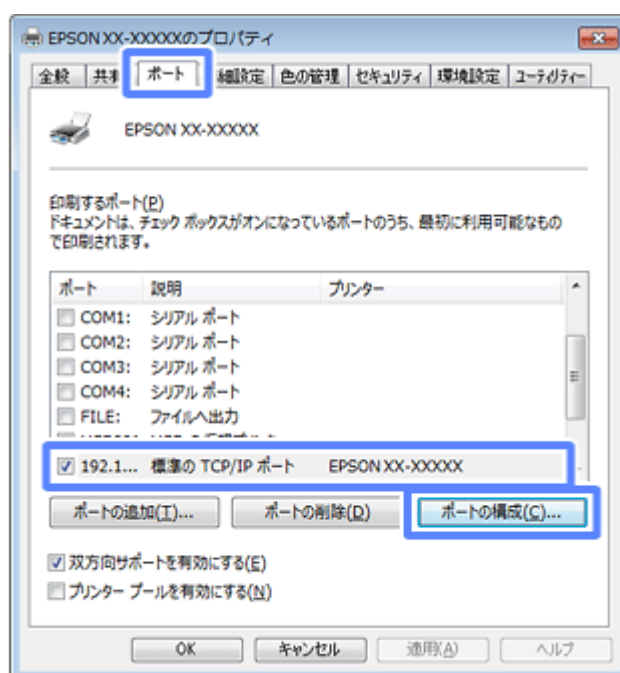 EPSON XX-XXXXXのプロパティ
全般 共有 ポート 細設定 色の管理 セキュリティ 環境設定 ユーティリティー
EPSON XX-XXXXX
印刷するポート(P)
ドキュメントは、チェック ボックスがオンになっているポートのうち、最初に利用可能なもの
で印刷されます。
ポート 説明 プリンター
COM1: シリアル ポート
COM2: シリアル ポート
COM3: シリアル ポート
COM4: シリアル ポート
FILE: ファイルへ出力
192.1... 標準の TCP/IP ポート EPSON XX-XXXXX
ポートの追加(T)... ポートの削除(D) ポートの構成(C)...
双方向サポートを有効にする(E)
プリンター プールを有効にする(N)
OK キャンセル 適用(A) ヘルプ